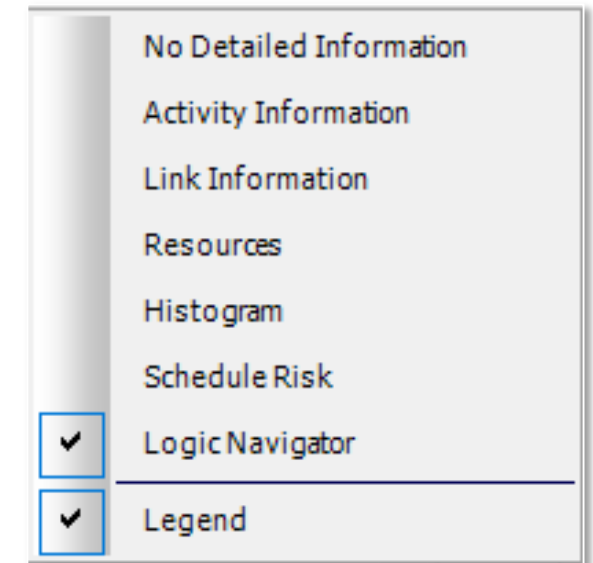 No Detailed Information
Activity Information
Link Information
Resources
Histogram
Schedule Risk
Logic Navigator
Legend